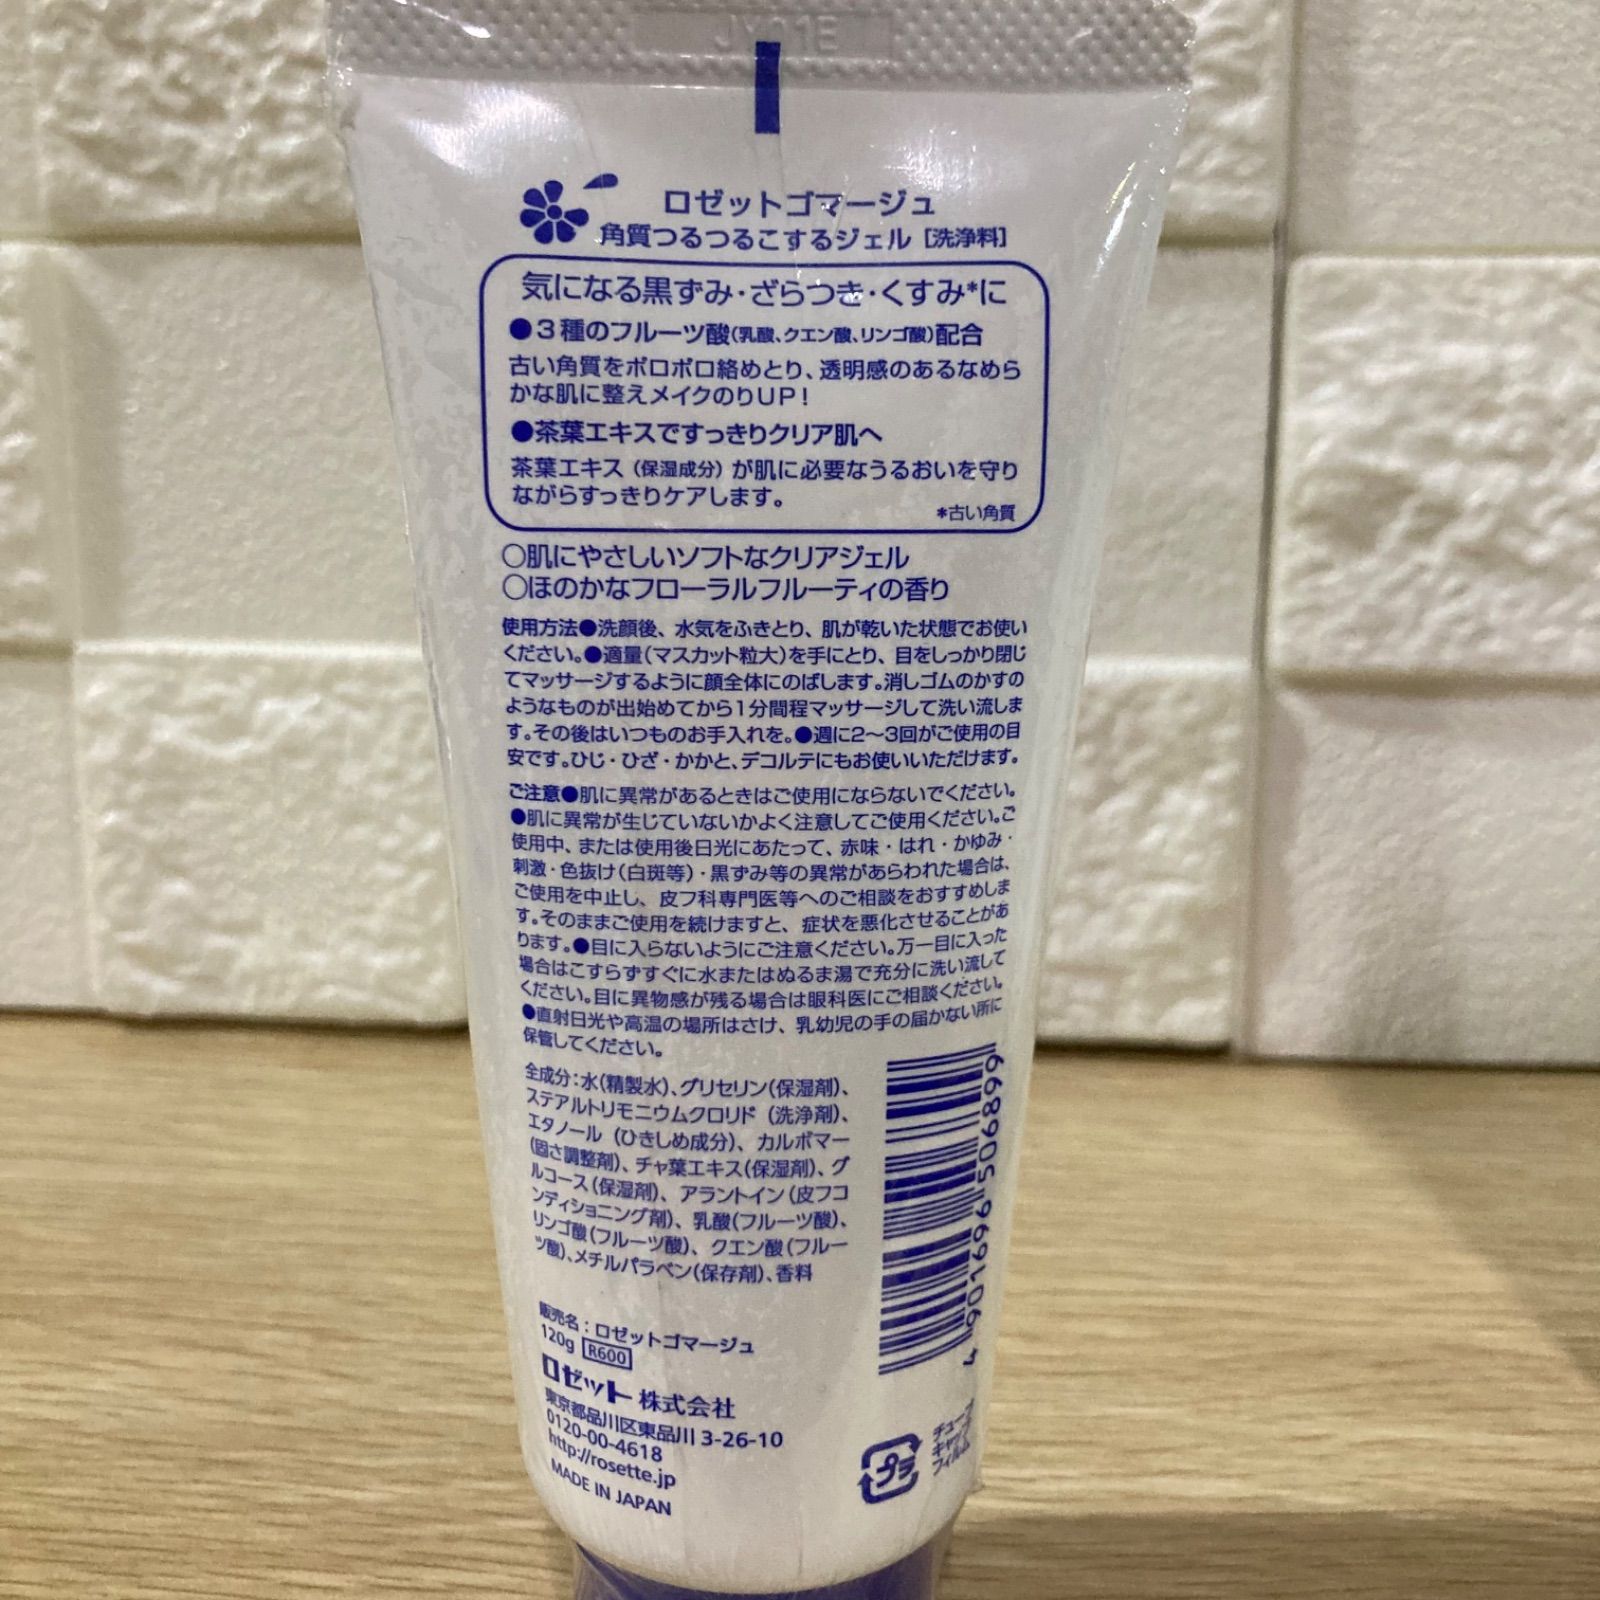 ロゼットゴマージュ
角質つるつるこするジェル [洗浄料]
気になる黒ずみ・ざらつき・くすみ*に
●3種のフルーツ酸(乳酸、クエン酸、リンゴ酸)配合
古い角質をポロポロ絡めとり、透明感のあるなめら
かな肌に整えメイクのりUP!
●茶葉エキスですっきりクリア肌へ
茶葉エキス(保湿成分)が肌に必要なうるおいを守り
ながらすっきりケアします。
*古い角質
○肌にやさしいソフトなクリアジェル
○ほのかなフローラルフルーティの香り
使用方法●洗顔後、水気をふきとり、肌が乾いた状態でお使い
ください。●適量(マスカット粒大)を手にとり、目をしっかり閉じ
てマッサージするように顔全体にのばします。消しゴムのかすの
ようなものが出始めてから1分間程マッサージして洗い流しま
す。その後はいつものお手入れを。●週に2〜3回がご使用の目
安です。ひじ・ひざ・かかと、デコルテにもお使いいただけます。
ご注意●肌に異常があるときはご使用にならないでください。
●肌に異常が生じていないかよく注意してご使用ください。ご
使用中、または使用後日光にあたって、赤味・はれ・かゆみ・
刺激・色抜け(白斑等)・黒ずみ等の異常があらわれた場合は、
ご使用を中止し、皮フ科専門医等へのご相談をおすすめしま
す。そのままご使用を続けますと、症状を悪化させることがあ
ります。●目に入らないようにご注意ください。万一目に入った
場合はこすらずすぐに水またはぬるま湯で充分に洗い流して
ください。目に異物感が残る場合は眼科医にご相談ください。
●直射日光や高温の場所はさけ、乳幼児の手の届かない所に
保管してください。
全成分:水(精製水)、グリセリン(保湿剤)、
ステアルトリモニウムクロリド(洗浄剤)、
エタノール(ひきしめ成分)、カルボマー
(固さ調整剤)、チャ葉エキス(保湿剤)、グ
ルコース(保湿剤)、アラントイン(皮フコ
ンディショニング剤)、乳酸(フルーツ酸)、
リンゴ酸(フルーツ酸)、クエン酸(フルー
ツ酸)、メチルパラベン(保存剤)、香料
4901696506899
販売名:ロゼットゴマージュ
120g R600
ロゼット 株式会社
東京都品川区東品川3-26-10
0120-00-4618
http://rosette.jp
MADE IN JAPAN
プラ
チューブ
キャップ
フィルム